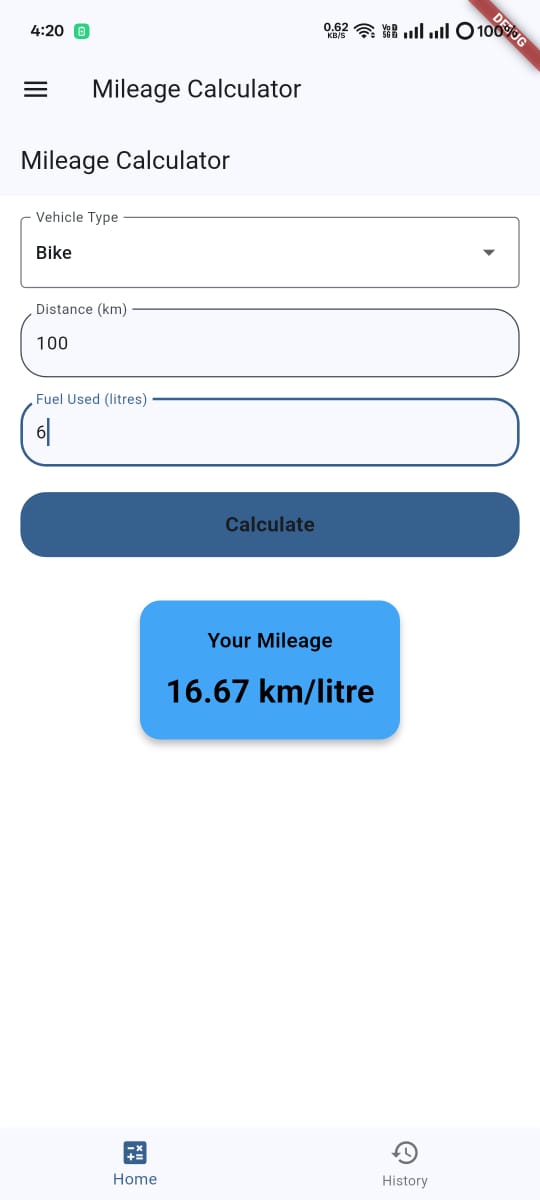 4:20
0.62 KB/S
Vo 5G
100%
DEBUG
Mileage Calculator
Mileage Calculator
Vehicle Type
Bike
Distance (km)
100
Fuel Used (litres)
6
Calculate
Your Mileage
16.67 km/litre
Home
History